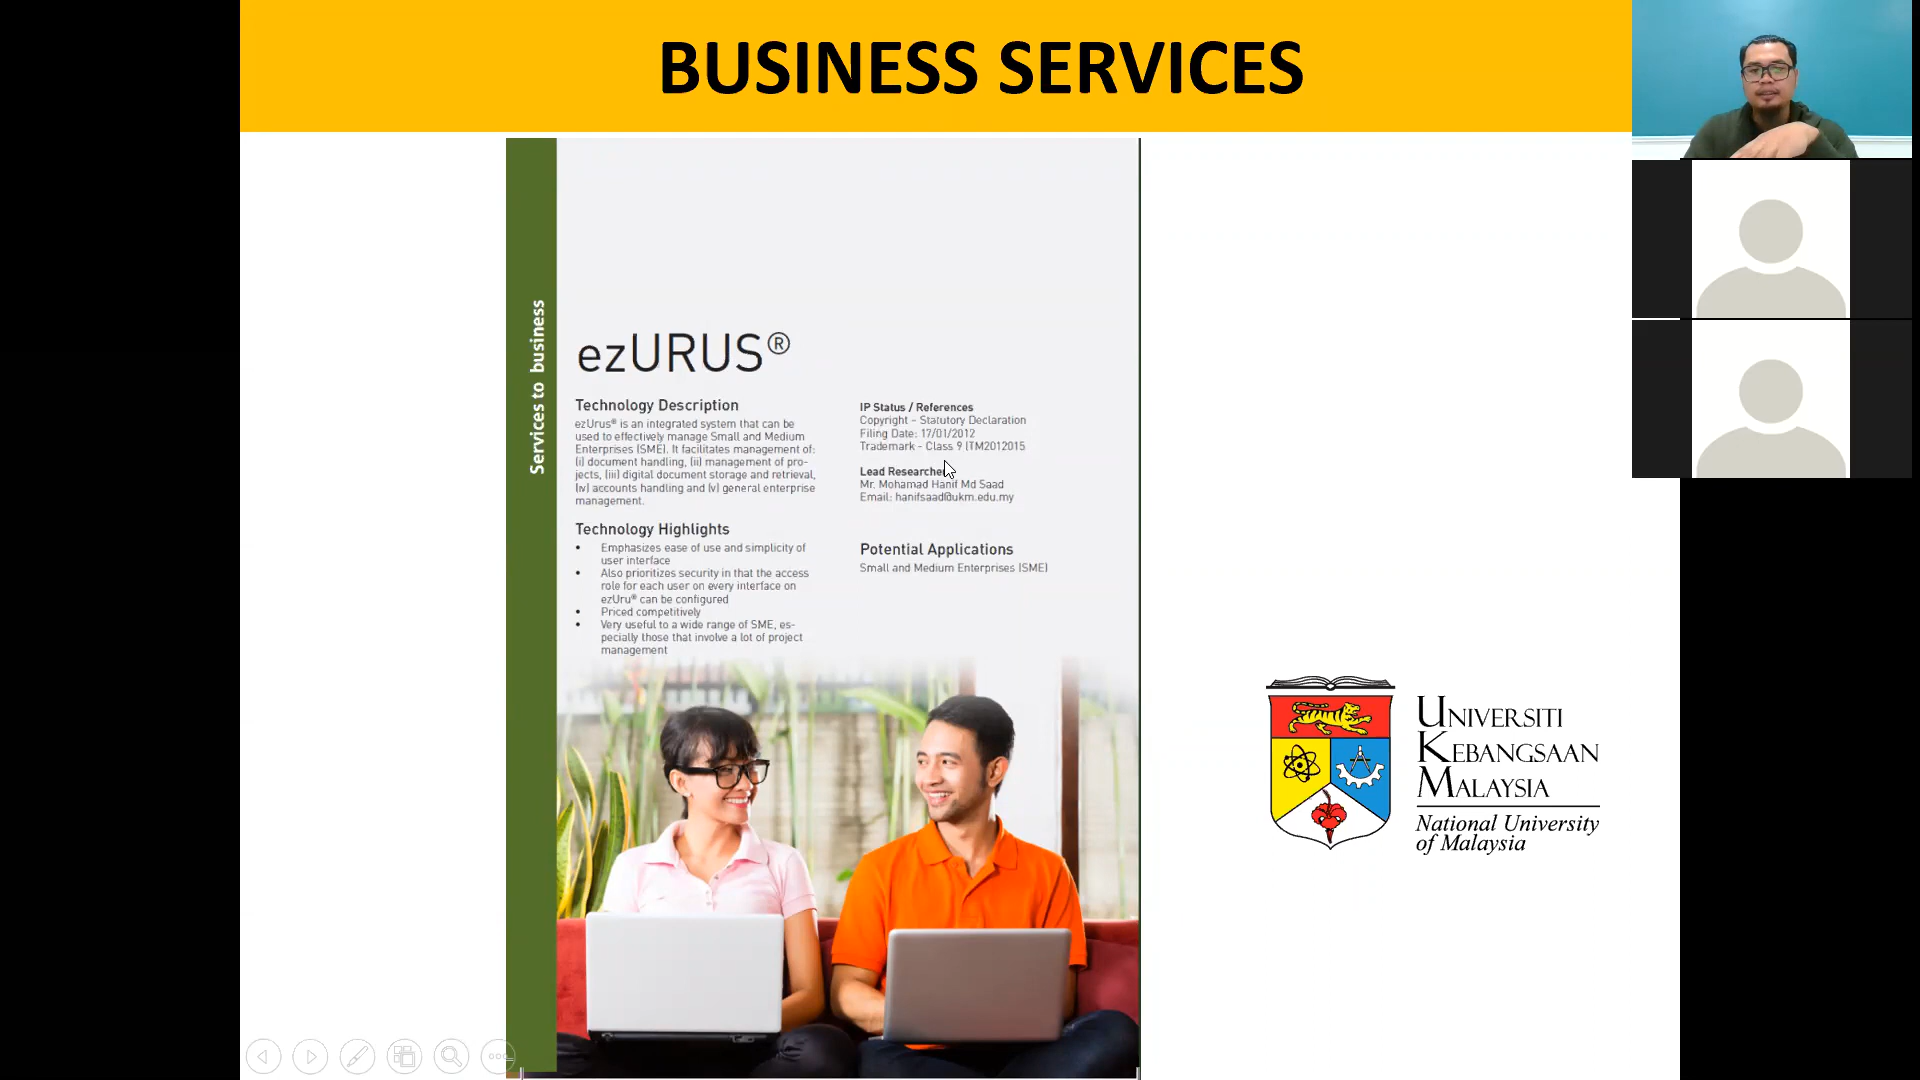 BUSINESS SERVICES
Services to business
ezURUS®
Technology Description
ezUrus® is an integrated system that can be
used to effectively manage Small and Medium
Enterprises (SME). It facilitates management of:
(i) document handling, (ii) management of pro-
jects, (iii) digital document storage and retrieval,
(iv) accounts handling and (v) general enterprise
management.
Technology Highlights
• Emphasizes ease of use and simplicity of
user interface
• Also prioritizes security in that the access
role for each user on every interface on
ezUru® can be configured
• Priced competitively
• Very useful to a wide range of SME, es-
pecially those that involve a lot of project
management
IP Status / References
Copyright – Statutory Declaration
Filing Date: 17/01/2012
Trademark - Class 9 (TM2012015
Lead Researcher
Mr. Mohamad Hanif Md Saad
Email: hanifsaad@ukm.edu.my
Potential Applications
Small and Medium Enterprises (SME)
UNIVERSITI
KEBANGSAAN
MALAYSIA
National University
of Malaysia